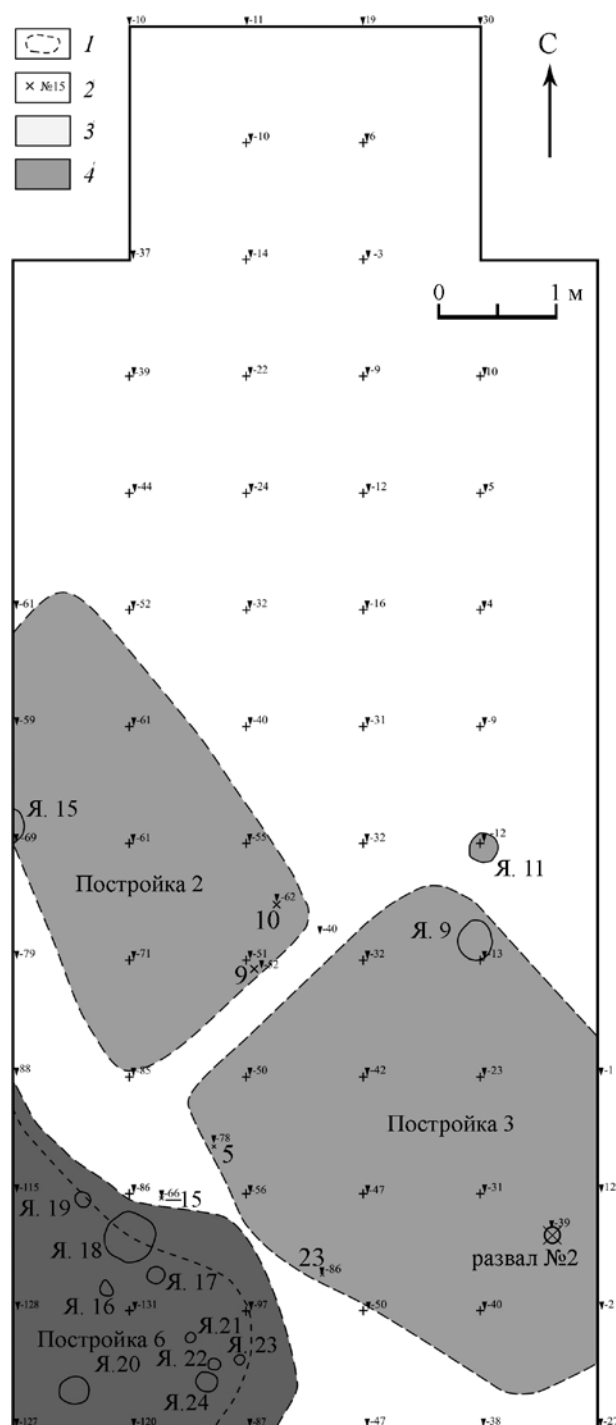 -10 -11 19 30
1
× №15 2
3
4
С
-10 6
-37 -14 -3
0 1 м
-39 -22 -9 10
-44 -24 -12 5
-61 -52 -32 -16 4
-59 -61 -40 -31 -9
Я. 15
-69 -61 -55 -32 -12
Я. 11
Постройка 2
-62
10
-40
Я. 9
-79 -71 -51 -32 -13
9 -52
-88 -85 -50 -42 -23 -1
Постройка 3
-78
5
-115 -86 -66 15 -56 -47 -31 12
Я. 19
-39
Я. 18
развал №2
23 -86
Я. 17
Я. 16
-128 -131 -97 -50 -40 -2
Постройка 6
Я.21
Я. 23
Я.20
Я. 22
Я.24
-127 -120 -87 -47 -38 -23